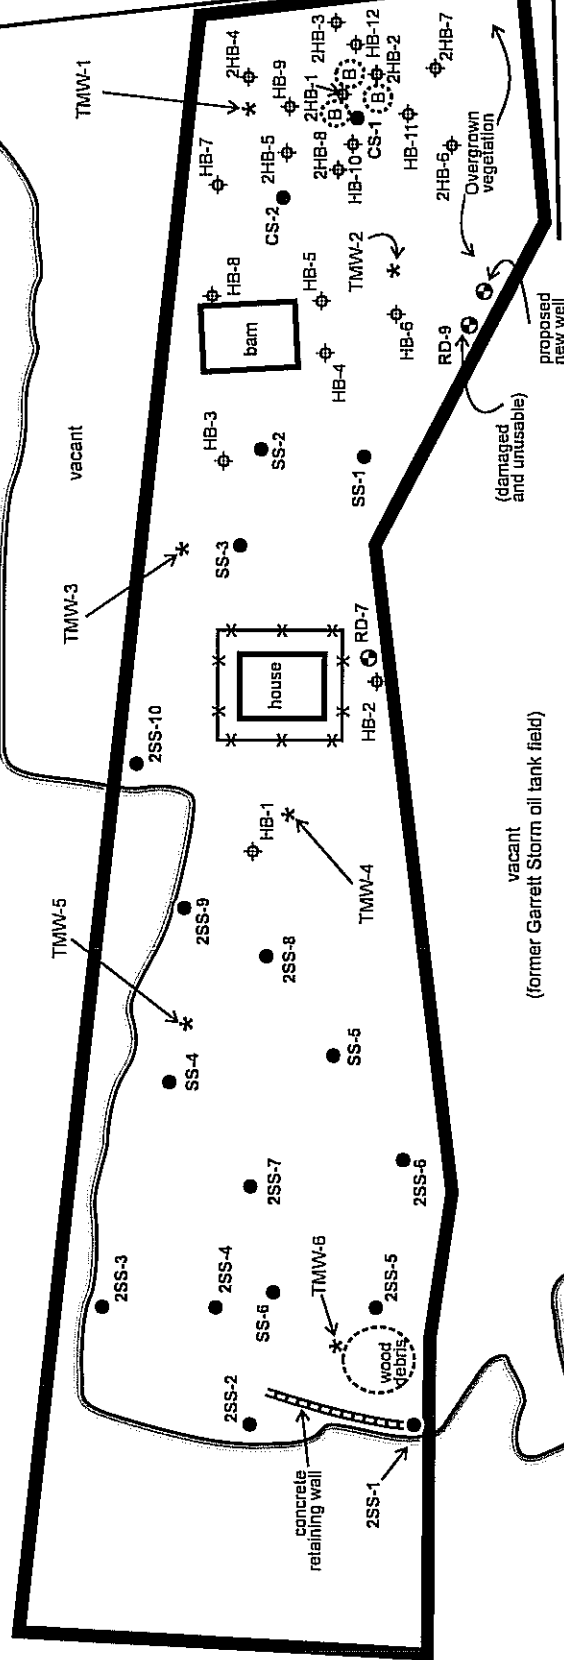 TMW-1
2HB-4
HB-9
2HB-1
2HB-3
HB-12
2HB-2
2HB-7
B
B
B
HB-7
2HB-5
2HB-8
HB-10
CS-1
HB-11
2HB-6
Overgrown
vegetation
CS-2
TMW-2
HB-8
HB-5
barn
HB-4
HB-6
RD-9
proposed
new well
(damaged
and unusable)
vacant
HB-3
SS-2
SS-1
TMW-3
SS-3
house
RD-7
HB-2
2SS-10
HB-1
TMW-4
TMW-5
2SS-9
2SS-8
vacant
(former Garrett Storm oil tank field)
SS-4
SS-5
2SS-7
2SS-6
2SS-3
2SS-4
SS-6
TMW-6
2SS-5
wood
debris
2SS-2
concrete
retaining wall
2SS-1